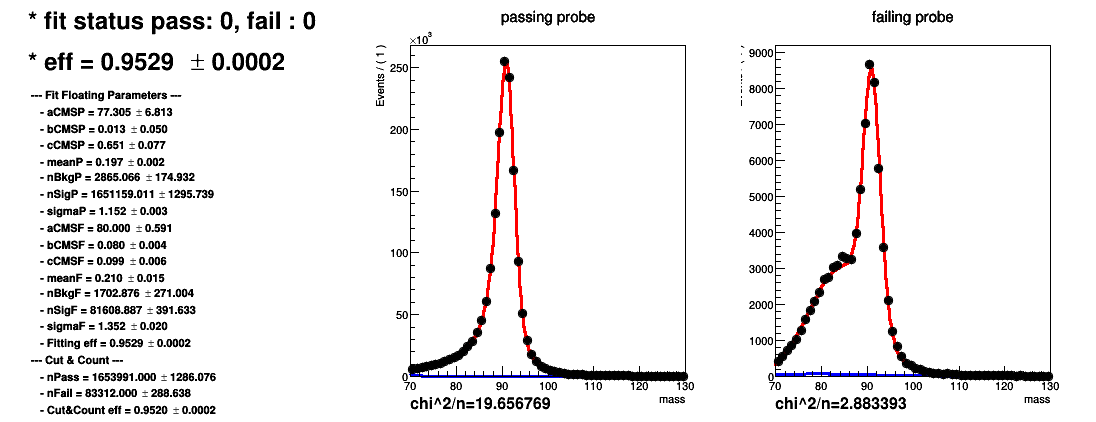 * fit status pass: 0, fail : 0
* eff = 0.9529 ± 0.0002
--- Fit Floating Parameters ---
- aCMSP = 77.305 ± 6.813
- bCMSP = 0.013 ± 0.050
- cCMSP = 0.651 ± 0.077
- meanP = 0.197 ± 0.002
- nBkgP = 2865.066 ± 174.932
- nSigP = 1651159.011 ± 1295.739
- sigmaP = 1.152 ± 0.003
- aCMSF = 80.000 ± 0.591
- bCMSF = 0.080 ± 0.004
- cCMSF = 0.099 ± 0.006
- meanF = 0.210 ± 0.015
- nBkgF = 1702.876 ± 271.004
- nSigF = 81608.887 ± 391.633
- sigmaF = 1.352 ± 0.020
- Fitting eff = 0.9529 ± 0.0002
--- Cut & Count ---
- nPass = 1653991.000 ± 1286.076
- nFail = 83312.000 ± 288.638
- Cut&Count eff = 0.9520 ± 0.0002
passing probe
×10³
Events / ( 1 )
250
200
150
100
50
0
70 80 90 100 110 120 130
mass
chi^2/n=19.656769
failing probe
9000
8000
7000
6000
5000
4000
3000
2000
1000
0
70 80 90 100 110 120 130
mass
chi^2/n=2.883393